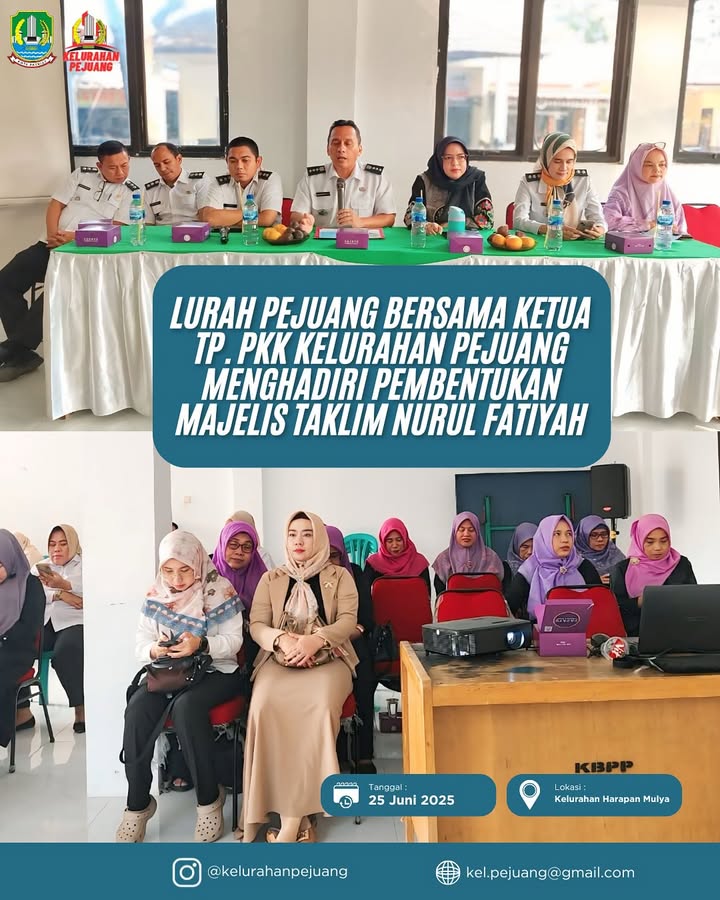 KELURAHAN
PEJUANG
LURAH PEJUANG BERSAMA KETUA
TP. PKK KELURAHAN PEJUANG
MENGHADIRI PEMBENTUKAN
MAJELIS TAKLIM NURUL FATIYAH
KBPP
Tanggal :
25 Juni 2025
Lokasi :
Kelurahan Harapan Mulya
@kelurahanpejuang
kel.pejuang@gmail.com